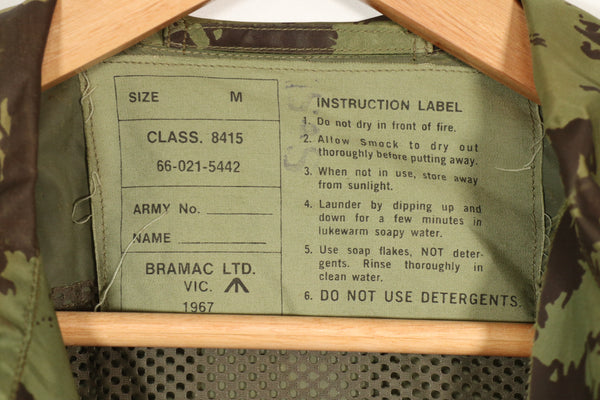 SIZE M
CLASS. 8415
66-021-5442
ARMY No.
NAME
BRAMAC LTD.
VIC.
1967
INSTRUCTION LABEL
1. Do not dry in front of fire.
2. Allow Smock to dry out
thoroughly before putting away.
3. When not in use, store away
from sunlight.
4. Launder by dipping up and
down for a few minutes in
lukewarm soapy water.
5. Use soap flakes, NOT deter-
gents. Rinse thoroughly in
clean water.
6. DO NOT USE DETERGENTS.